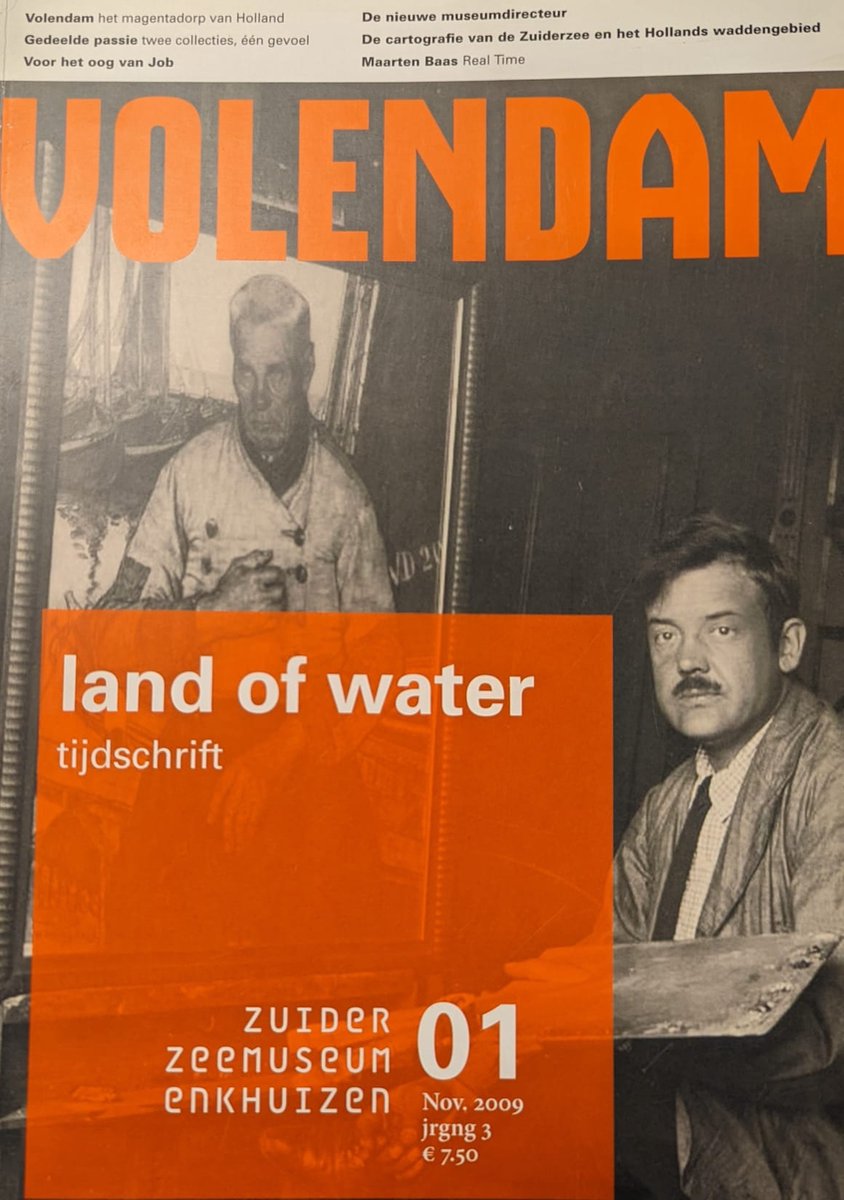 Volendam het magentadorp van Holland
Gedeelde passie twee collecties, één gevoel
Voor het oog van Job
De nieuwe museumdirecteur
De cartografie van de Zuiderzee en het Hollands waddengebied
Maarten Baas Real Time
VOLENDAM
VD 20
land of water
tijdschrift
ZUIDER
ZEEMUSEUM
ENKHUIZEN
01
Nov. 2009
jrgng 3
€ 7.50